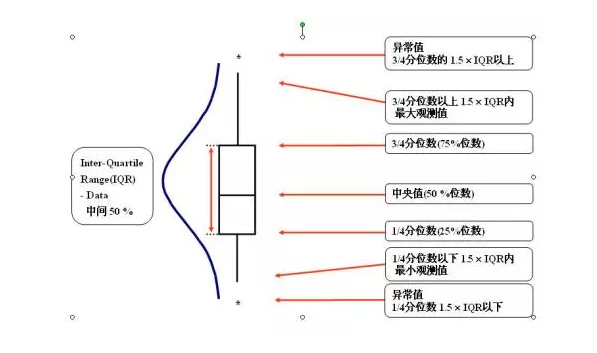 *
异常值
3/4分位数的 1.5 × IQR以上
3/4分位数以上 1.5 × IQR内
最大观测值
3/4分位数(75%位数)
Inter-Quartile
Range(IQR)
- Data
中间 50 %
中央值(50 %位数)
1/4分位数(25%位数)
1/4分位数以下 1.5 × IQR内
最小观测值
*
异常值
1/4分位数 1.5 × IQR以下